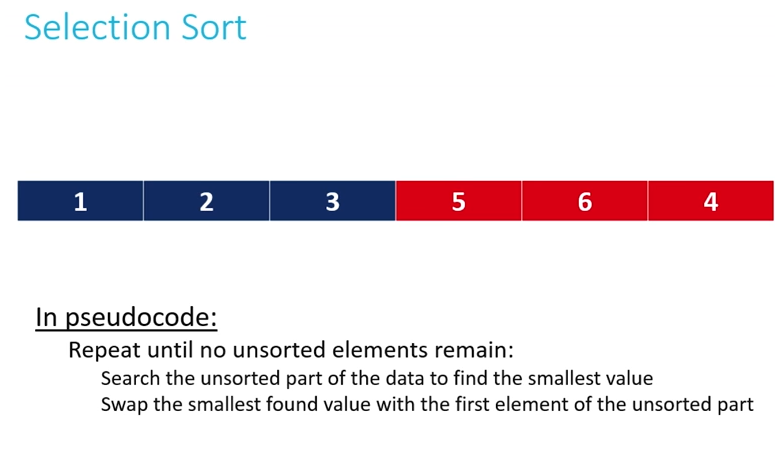 Selection Sort
1 2 3 5 6 4
In pseudocode:
Repeat until no unsorted elements remain:
Search the unsorted part of the data to find the smallest value
Swap the smallest found value with the first element of the unsorted part